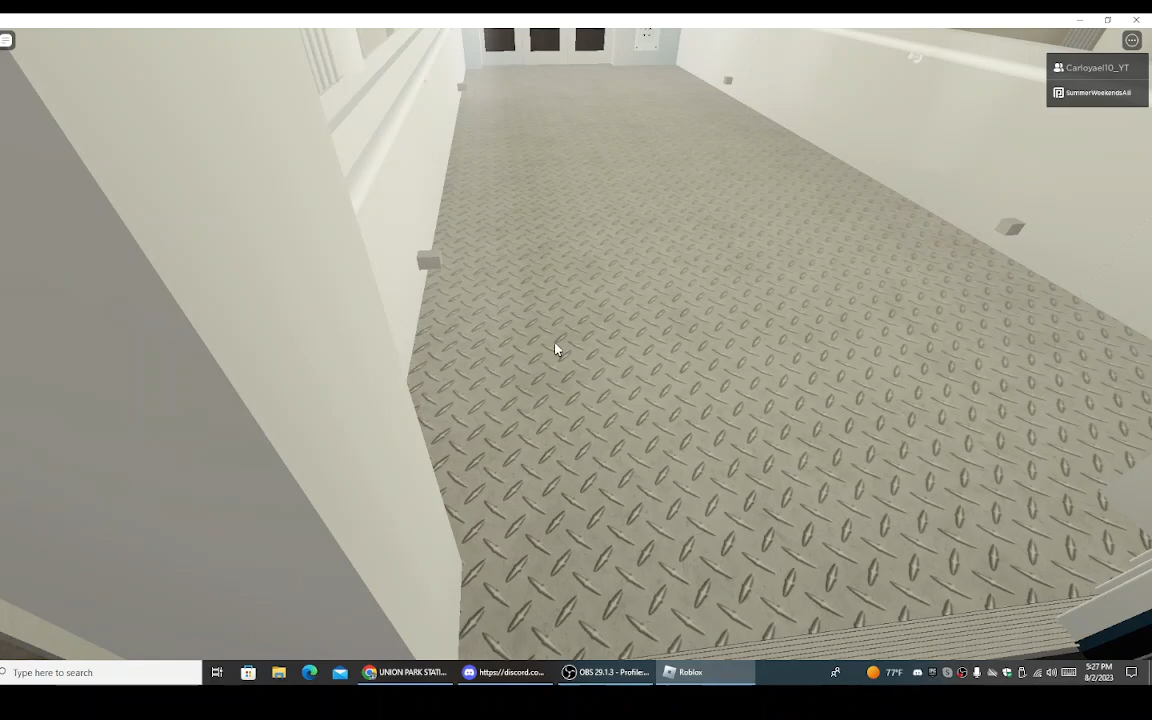 Carloyael10_YT
SummerWeekendsAli
Type here to search
UNION PARK STATI...
https://discord.co...
OBS 29.1.3 - Profile:...
Roblox
77°F
5:27 PM
8/2/2023